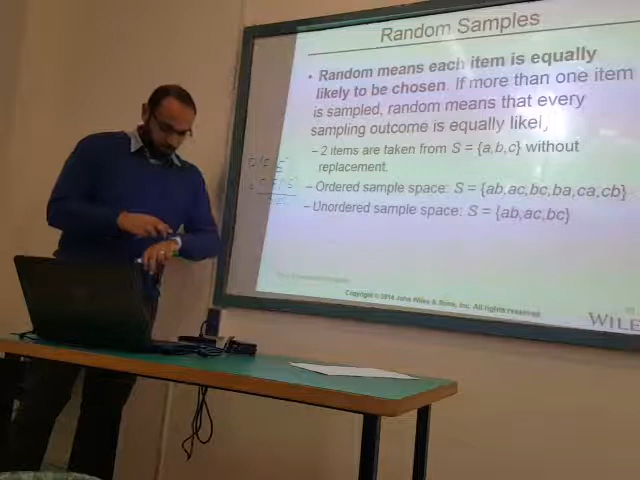 Random Samples
• Random means each item is equally
likely to be chosen. If more than one item
is sampled, random means that every
sampling outcome is equally likel
– 2 items are taken from S = {a,b,c} without
replacement.
– Ordered sample space: S = {ab,ac,bc,ba,ca,cb}
– Unordered sample space: S = {ab,ac,bc}
Copyright © 2014 John Wiley & Sons, Inc. All rights reserved.
WILE